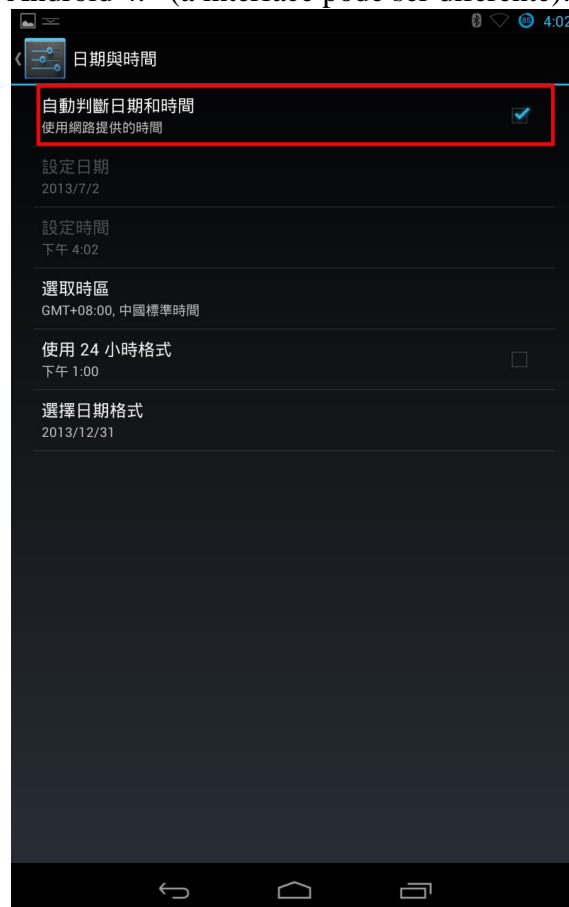 Android 4.* (a interface pode ser diferente).
85 4:02
日期與時間
自動判斷日期和時間
使用網路提供的時間
設定日期
2013/7/2
設定時間
下午 4:02
選取時區
GMT+08:00, 中國標準時間
使用 24 小時格式
下午 1:00
選擇日期格式
2013/12/31